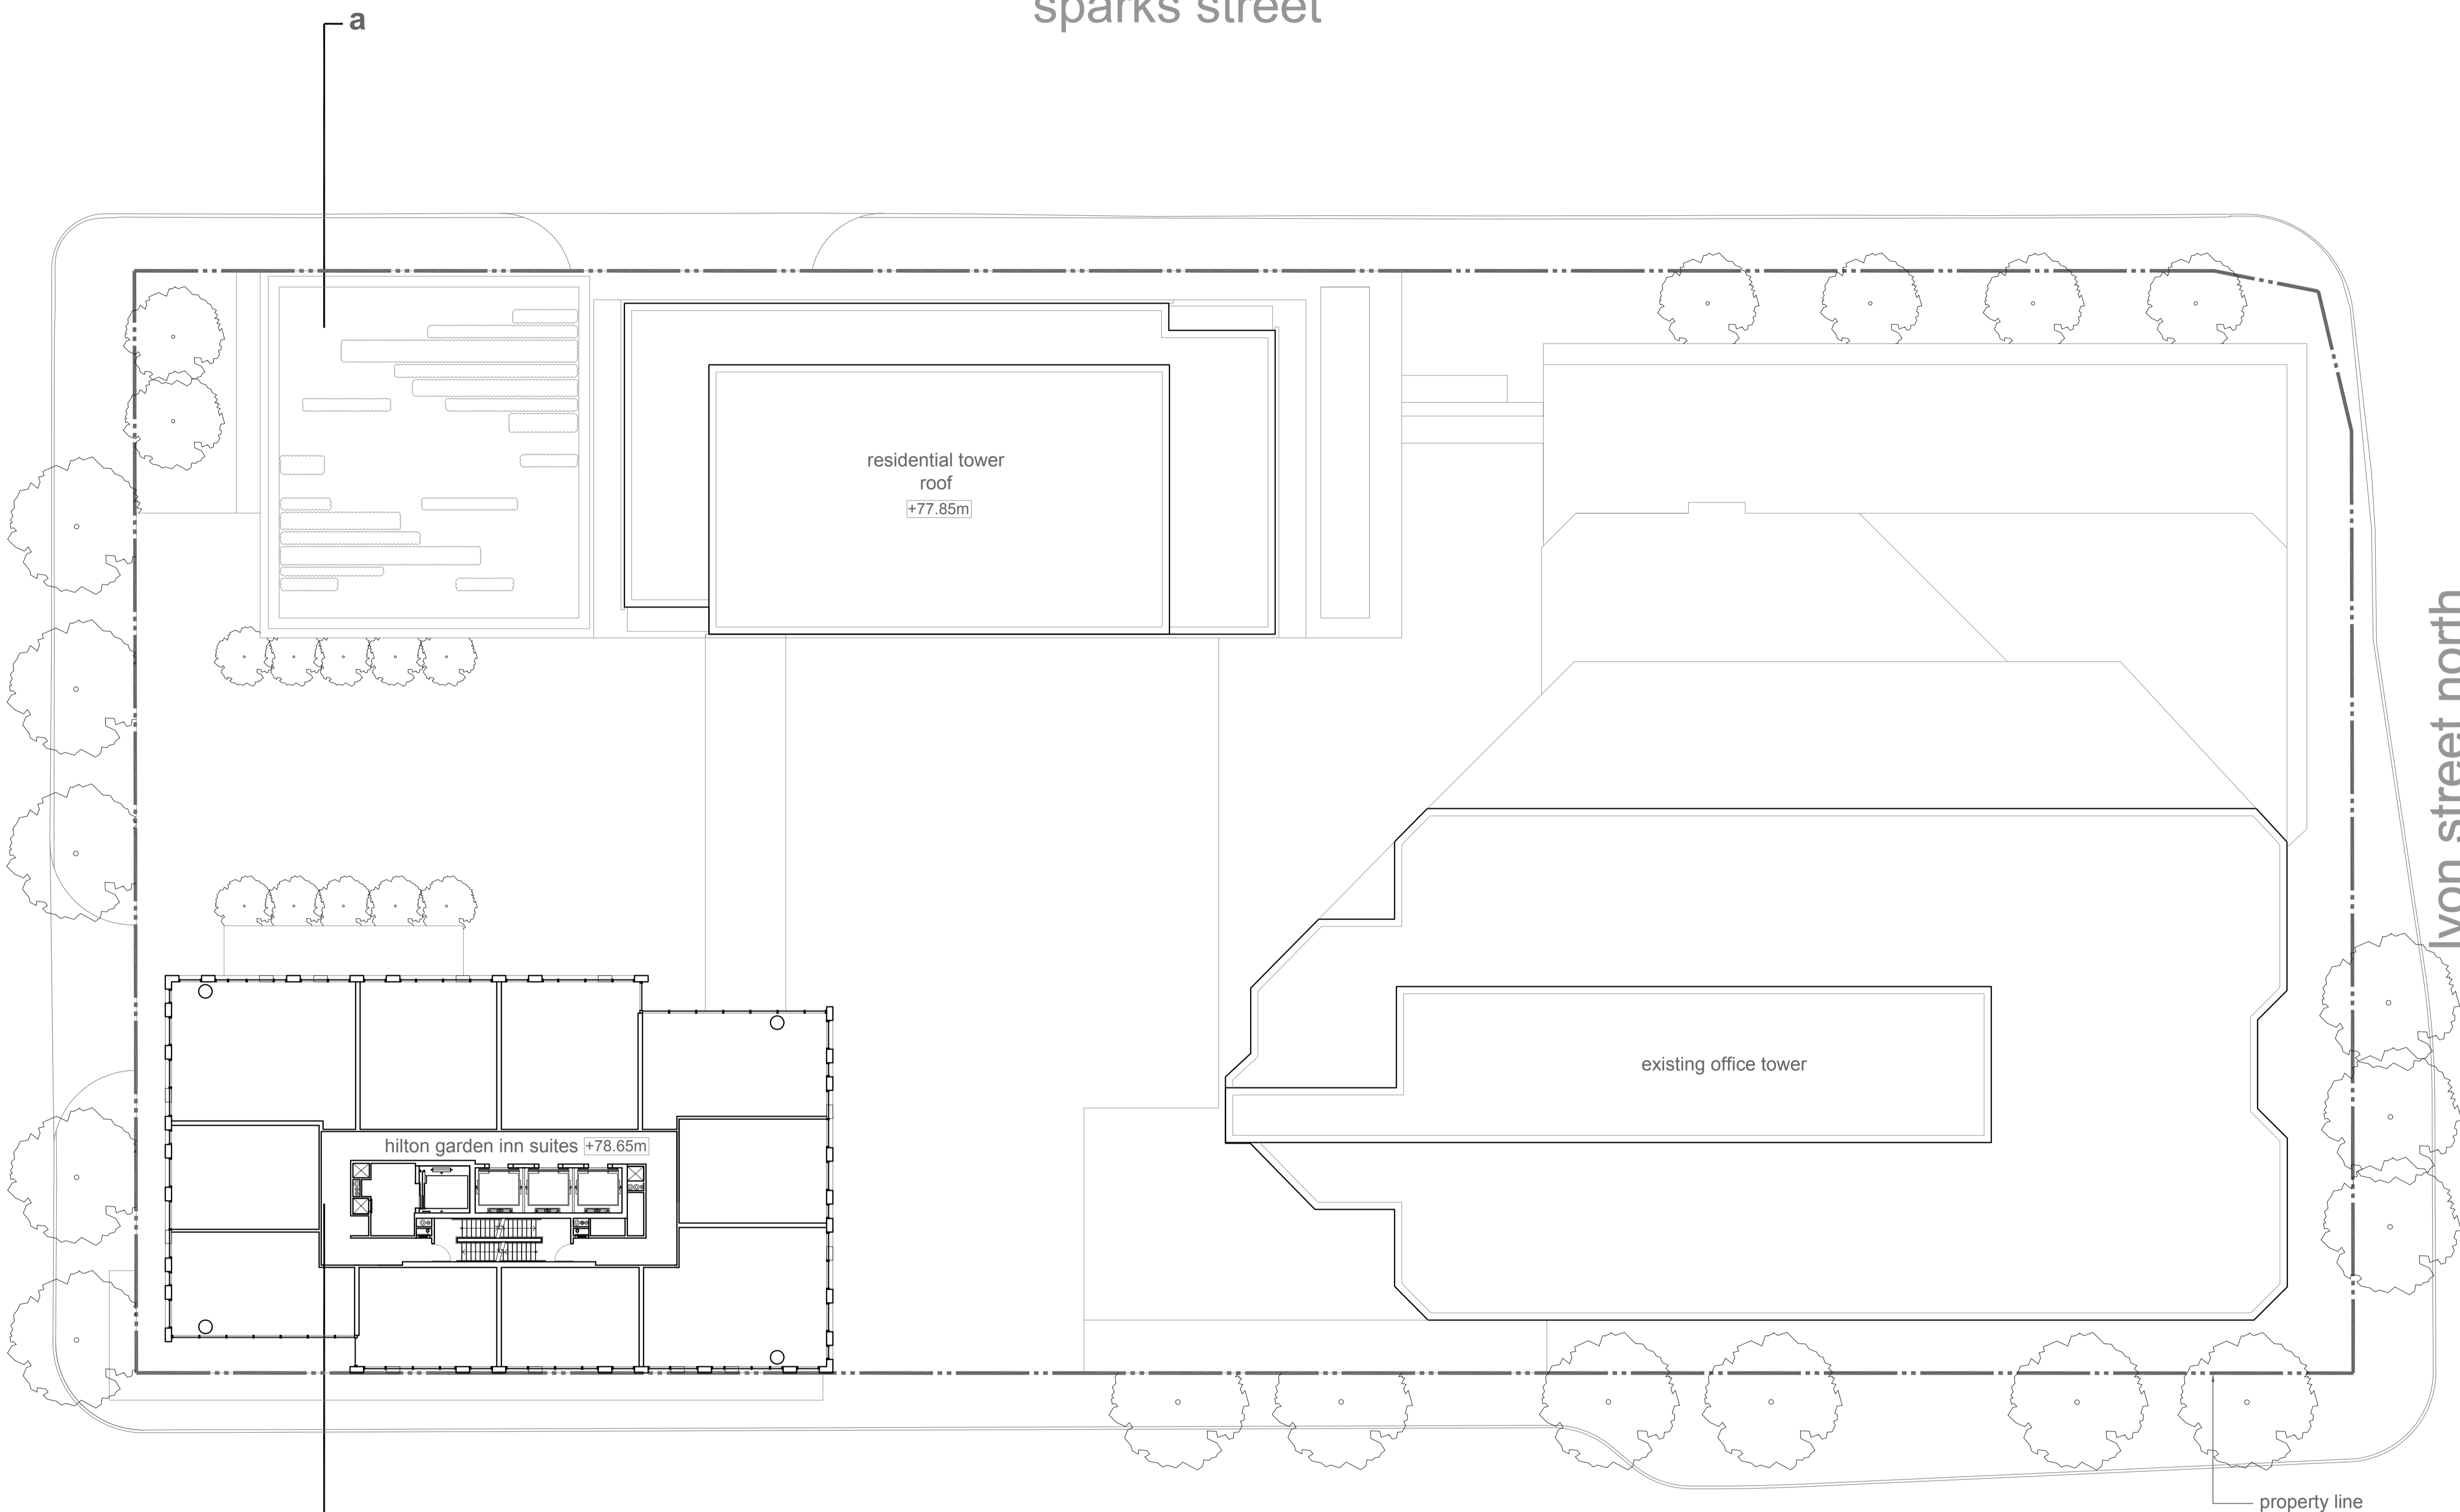 sparks street
a
residential tower
roof
+77.85m
lyon street north
existing office tower
hilton garden inn suites +78.65m
property line